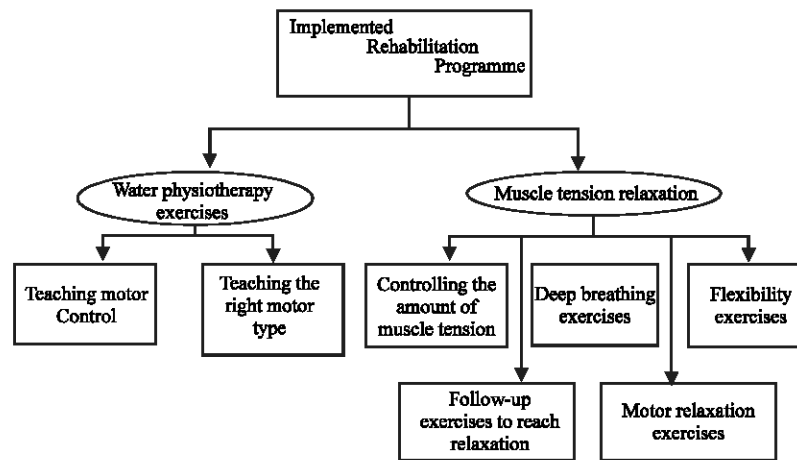 Implemented
Rehabilitation
Programme
Water physiotherapy
exercises
Muscle tension relaxation
Teaching motor
Control
Teaching the
right motor
type
Controlling the
amount of
muscle tension
Deep breathing
exercises
Flexibility
exercises
Follow-up
exercises to reach
relaxation
Motor relaxation
exercises